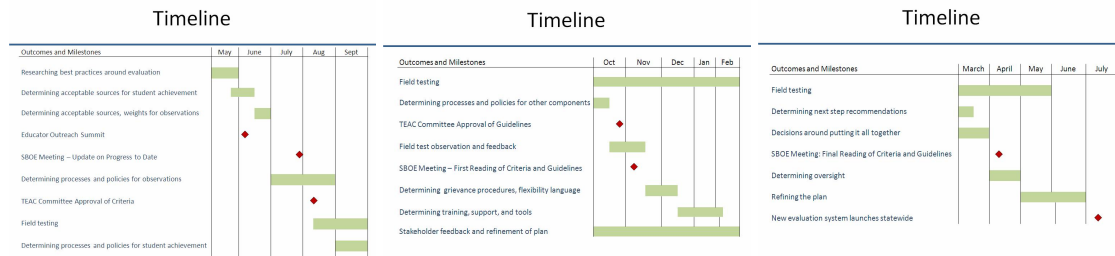 Timeline
Outcomes and Milestones May June July Aug Sept
Researching best practices around evaluation
Determining acceptable sources for student achievement
Determining acceptable sources, weights for observations
Educator Outreach Summit
SBOE Meeting – Update on Progress to Date
Determining processes and policies for observations
TEAC Committee Approval of Criteria
Field testing
Determining processes and policies for student achievement
Timeline
Outcomes and Milestones Oct Nov Dec Jan Feb
Field testing
Determining processes and policies for other components
TEAC Committee Approval of Guidelines
Field test observation and feedback
SBOE Meeting – First Reading of Criteria and Guidelines
Determining grievance procedures, flexibility language
Determining training, support, and tools
Stakeholder feedback and refinement of plan
Timeline
Outcomes and Milestones March April May June July
Field testing
Determining next step recommendations
Decisions around putting it all together
SBOE Meeting: Final Reading of Criteria and Guidelines
Determining oversight
Refining the plan
New evaluation system launches statewide